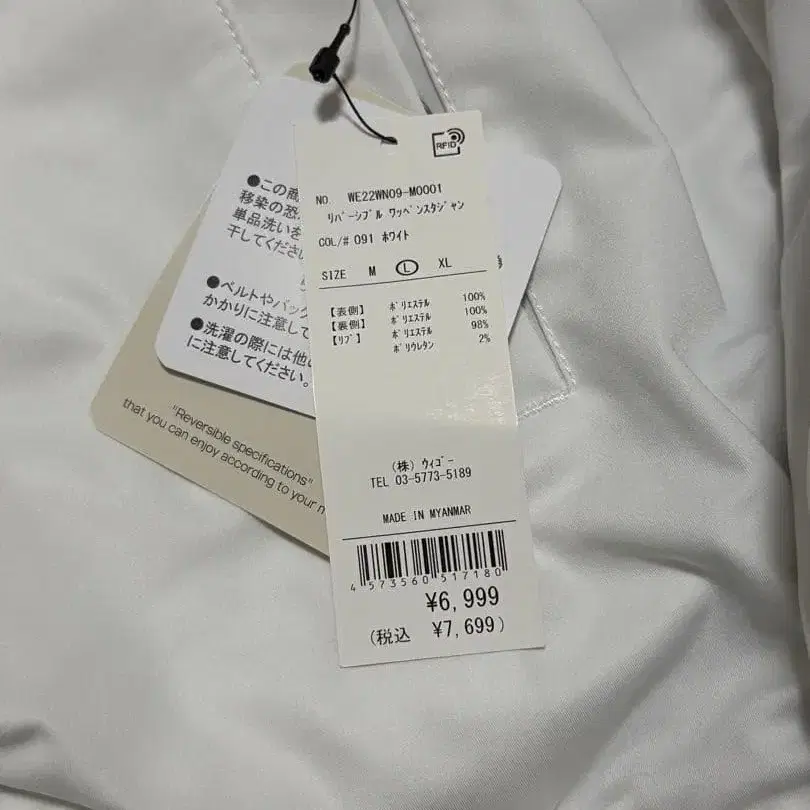 RFID
NO. WE22WN09-M0001
ﾘﾊﾞｰｼﾌﾞﾙ ﾜｯﾍﾟﾝｽﾀｼﾞｬﾝ
COL/# 091 ﾎﾜｲﾄ
SIZE M L XL
【表側】 ﾎﾟﾘｴｽﾃﾙ 100%
【裏側】 ﾎﾟﾘｴｽﾃﾙ 100%
【ﾘﾌﾞ】 ﾎﾟﾘｴｽﾃﾙ 98%
ﾎﾟﾘｳﾚﾀﾝ 2%
(株) ｳｨｺﾞｰ
TEL 03-5773-5189
MADE IN MYANMAR
4573560517180
¥6,999
(税込 ¥7,699)
●この商
移染の恐
単品洗いを
干してくださ
●ベルトやバッグ
かかりに注意して
●洗濯の際には他
に注意してください。
"Reversible specifications"
that you can enjoy according to your